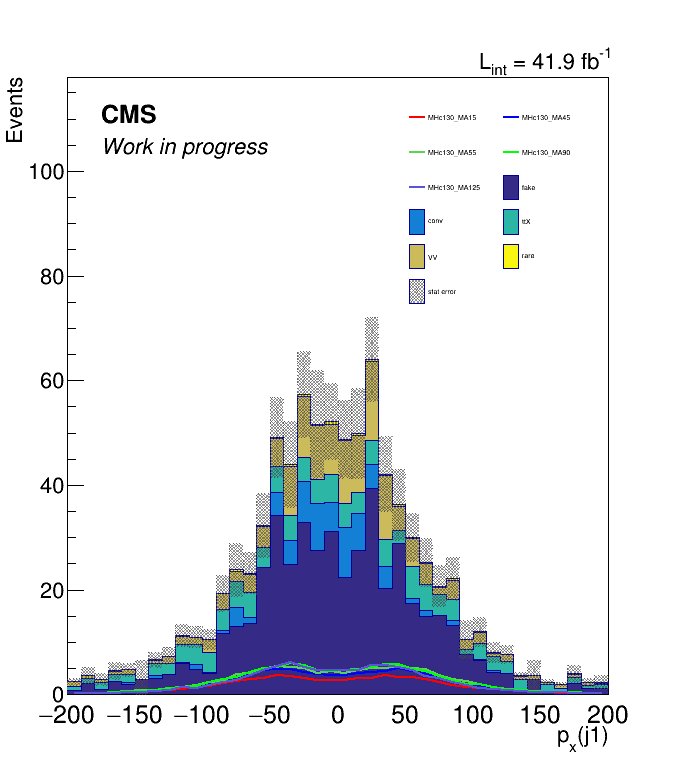 L_int = 41.9 fb^-1
Events
CMS
Work in progress
MHc130_MA15
MHc130_MA45
MHc130_MA55
MHc130_MA90
MHc130_MA125
fake
conv
ttX
VV
rare
stat error
100
80
60
40
20
0
−200 −150 −100 −50 0 50 100 150 200
p_x(j1)